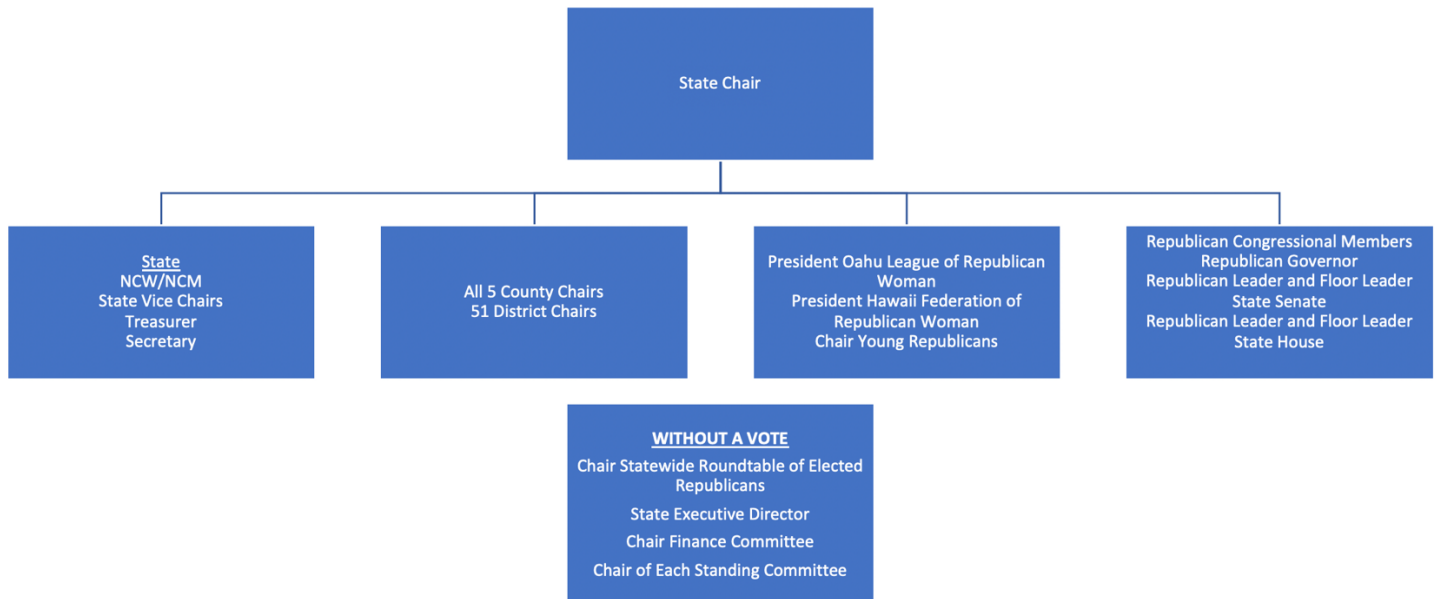 State Chair
State
NCW/NCM
State Vice Chairs
Treasurer
Secretary
All 5 County Chairs
51 District Chairs
President Oahu League of Republican
Woman
President Hawaii Federation of
Republican Woman
Chair Young Republicans
Republican Congressional Members
Republican Governor
Republican Leader and Floor Leader
State Senate
Republican Leader and Floor Leader
State House
WITHOUT A VOTE
Chair Statewide Roundtable of Elected
Republicans
State Executive Director
Chair Finance Committee
Chair of Each Standing Committee